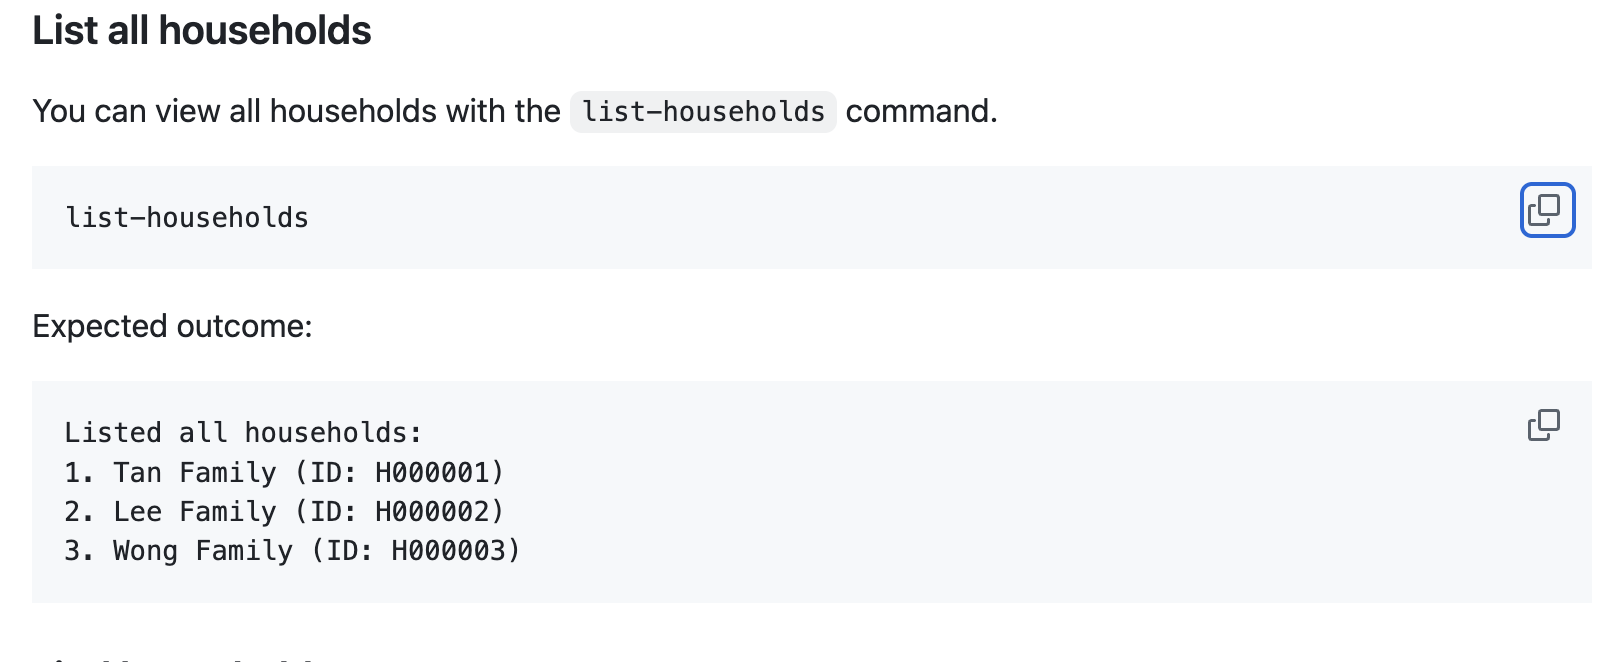 List all households
You can view all households with the list-households command.
list-households
Expected outcome:
Listed all households:
1. Tan Family (ID: H000001)
2. Lee Family (ID: H000002)
3. Wong Family (ID: H000003)